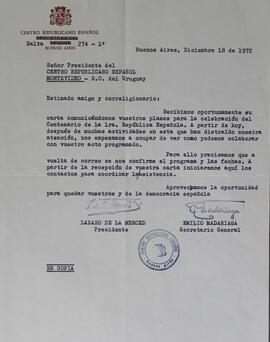 CENTRO REPUBLICANO ESPAÑOL
Salta 274 - 1º
BUENOS AIRES
Buenos Aires, Diciembre 18 de 1972
Señor Presidente del
CENTRO REPUBLICANO ESPAÑOL
MONTEVIDEO - R.O. del Uruguay
Estimado amigo y correligionario:
Recibimos oportunamente su
carta comunicándonos vuestros planes para la celebración del
Centenario de la 1ra. República Española. A partir de hoy,
después de muchas actividades en esta que han distraído nuestra
atención, nos empezamos a ocupar de ver como podemos colaborar
con vuestro acto programado.
Para ello precisamos que a
vuelta de correo se nos confirme el programa y las fechas. A
partir de la recepción de vuestra carta iniciaremos aquí los
contactos para coordinar la asistencia.
Aprovechamos la oportunidad
para quedar vuestros y de la democracia española
LAZARO DE LA MERCED
Presidente
EMILIO MADARIAGA
Secretario General
CENTRO REPUBLICANO ESPAÑOL
BUENOS AIRES
ES COPIA